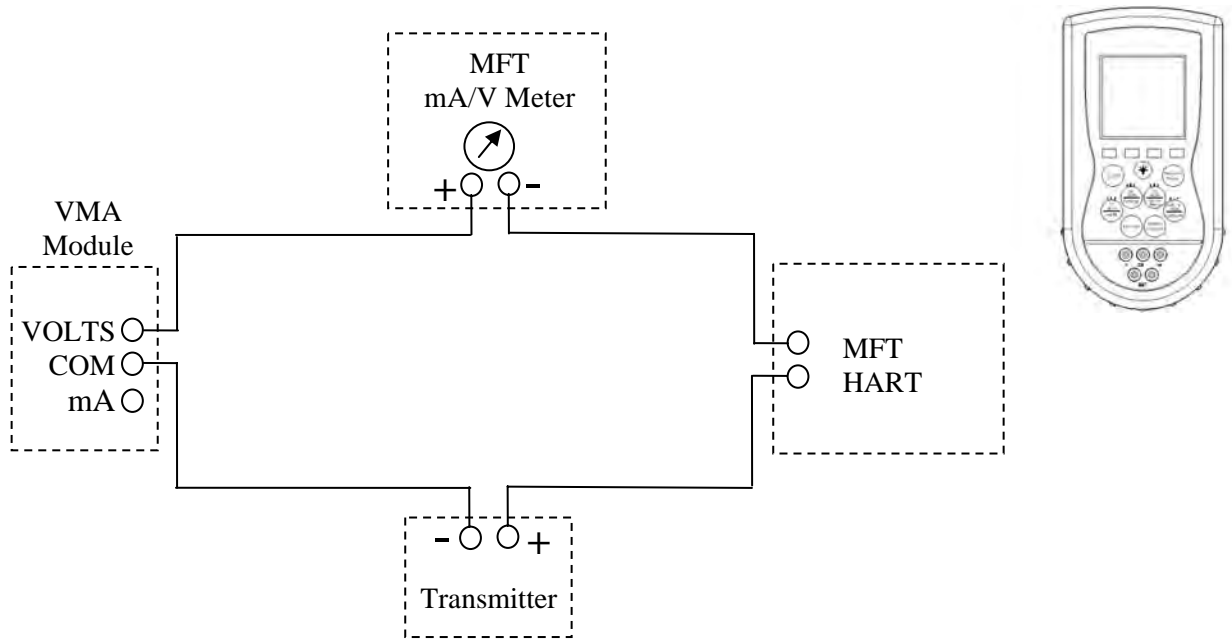 MFT
mA/V Meter
+ -
VMA
Module
VOLTS
COM
mA
MFT
HART
- +
Transmitter